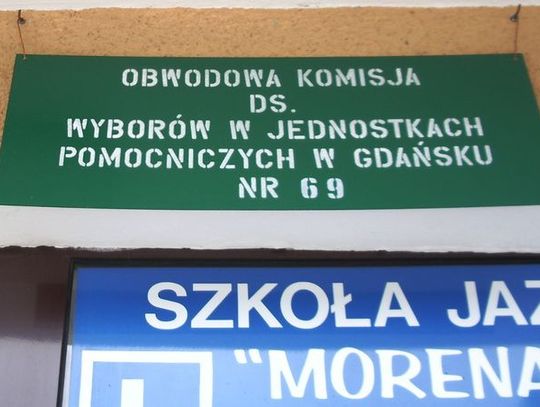 OBWODOWA KOMISJA
DS.
WYBORÓW W JEDNOSTKACH
POMOCNICZYCH W GDAŃSKU
NR 69
SZKOŁA JAZ
"MORENA
L